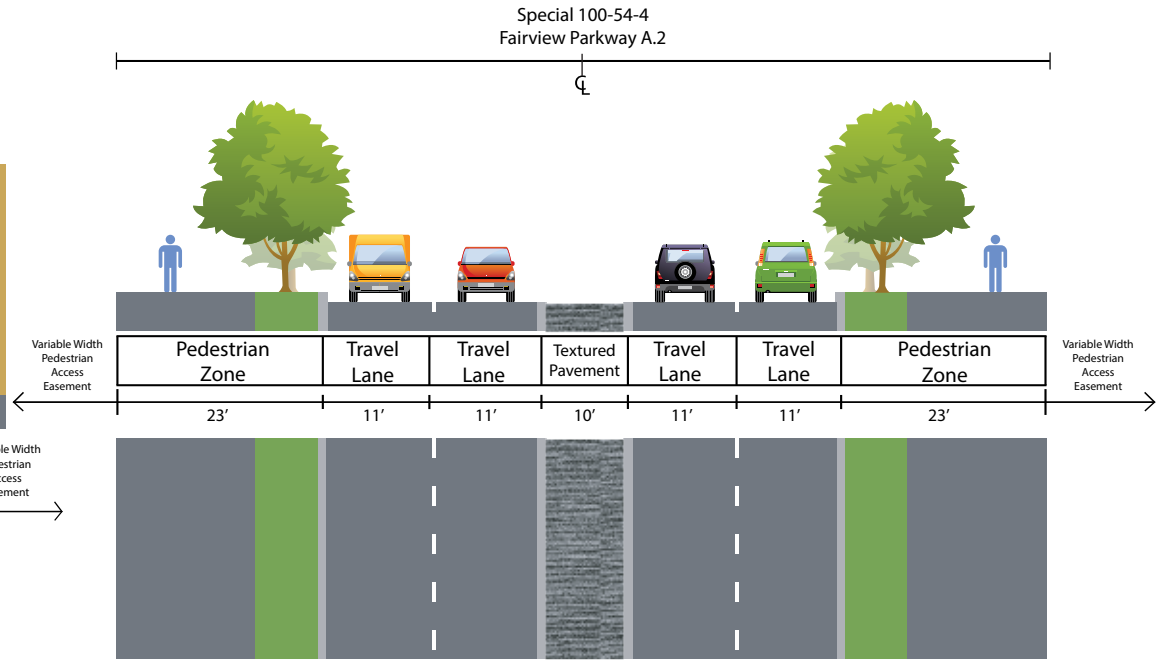 Special 100-54-4
Fairview Parkway A.2
℄
Variable Width
Pedestrian
Access
Easement
Pedestrian
Zone
Travel
Lane
Travel
Lane
Textured
Pavement
Travel
Lane
Travel
Lane
Pedestrian
Zone
Variable Width
Pedestrian
Access
Easement
23’
11’
11’
10’
11’
11’
23’
Width